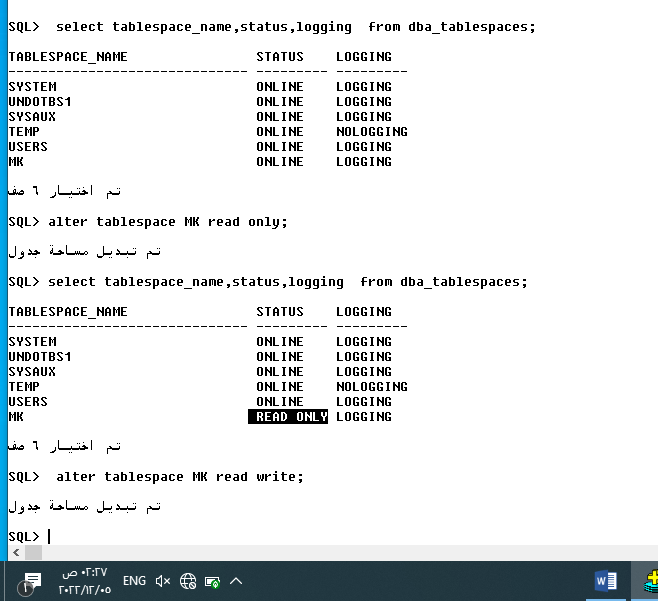 SQL>  select tablespace_name,status,logging  from dba_tablespaces;
TABLESPACE_NAME                STATUS    LOGGING
------------------------------ --------- ---------
SYSTEM                         ONLINE    LOGGING
UNDOTBS1                       ONLINE    LOGGING
SYSAUX                         ONLINE    LOGGING
TEMP                           ONLINE    NOLOGGING
USERS                          ONLINE    LOGGING
MK                             ONLINE    LOGGING
تم اختيار ٦ صف
SQL> alter tablespace MK read only;
تم تبديل مساحة جدول
SQL> select tablespace_name,status,logging  from dba_tablespaces;
TABLESPACE_NAME                STATUS    LOGGING
------------------------------ --------- ---------
SYSTEM                         ONLINE    LOGGING
UNDOTBS1                       ONLINE    LOGGING
SYSAUX                         ONLINE    LOGGING
TEMP                           ONLINE    NOLOGGING
USERS                          ONLINE    LOGGING
MK                             READ ONLY LOGGING
تم اختيار ٦ صف
SQL>  alter tablespace MK read write;
تم تبديل مساحة جدول
SQL>
٠٢:٢٧ ص
٢٠٢٢/١٢/٠٥
ENG
١
W